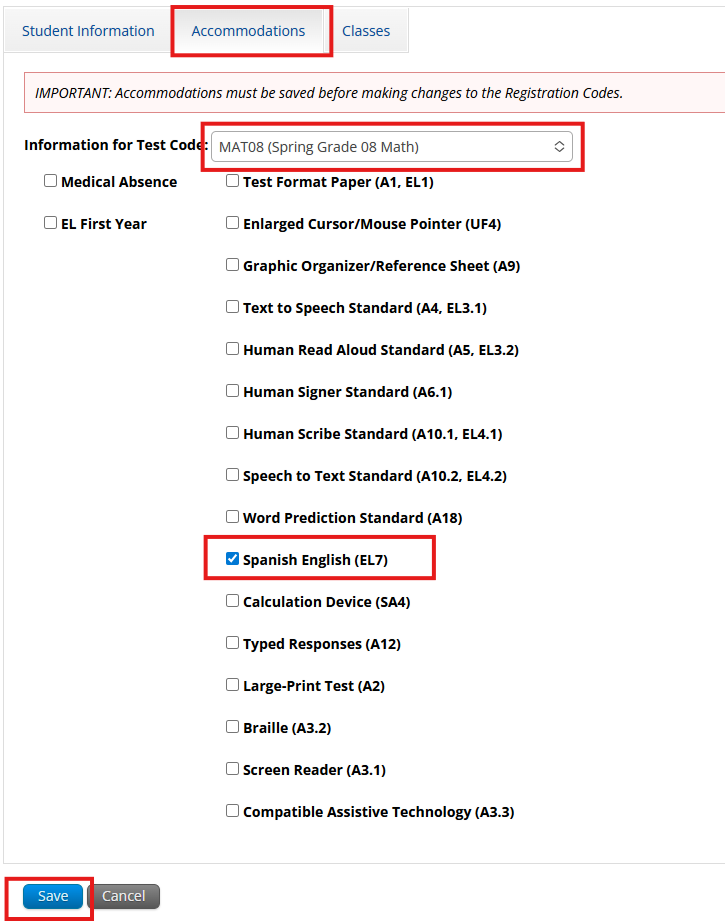 Student Information Accommodations Classes
IMPORTANT: Accommodations must be saved before making changes to the Registration Codes.
Information for Test Code: MAT08 (Spring Grade 08 Math)
Medical Absence Test Format Paper (A1, EL1)
EL First Year Enlarged Cursor/Mouse Pointer (UF4)
Graphic Organizer/Reference Sheet (A9)
Text to Speech Standard (A4, EL3.1)
Human Read Aloud Standard (A5, EL3.2)
Human Signer Standard (A6.1)
Human Scribe Standard (A10.1, EL4.1)
Speech to Text Standard (A10.2, EL4.2)
Word Prediction Standard (A18)
Spanish English (EL7)
Calculation Device (SA4)
Typed Responses (A12)
Large-Print Test (A2)
Braille (A3.2)
Screen Reader (A3.1)
Compatible Assistive Technology (A3.3)
Save Cancel